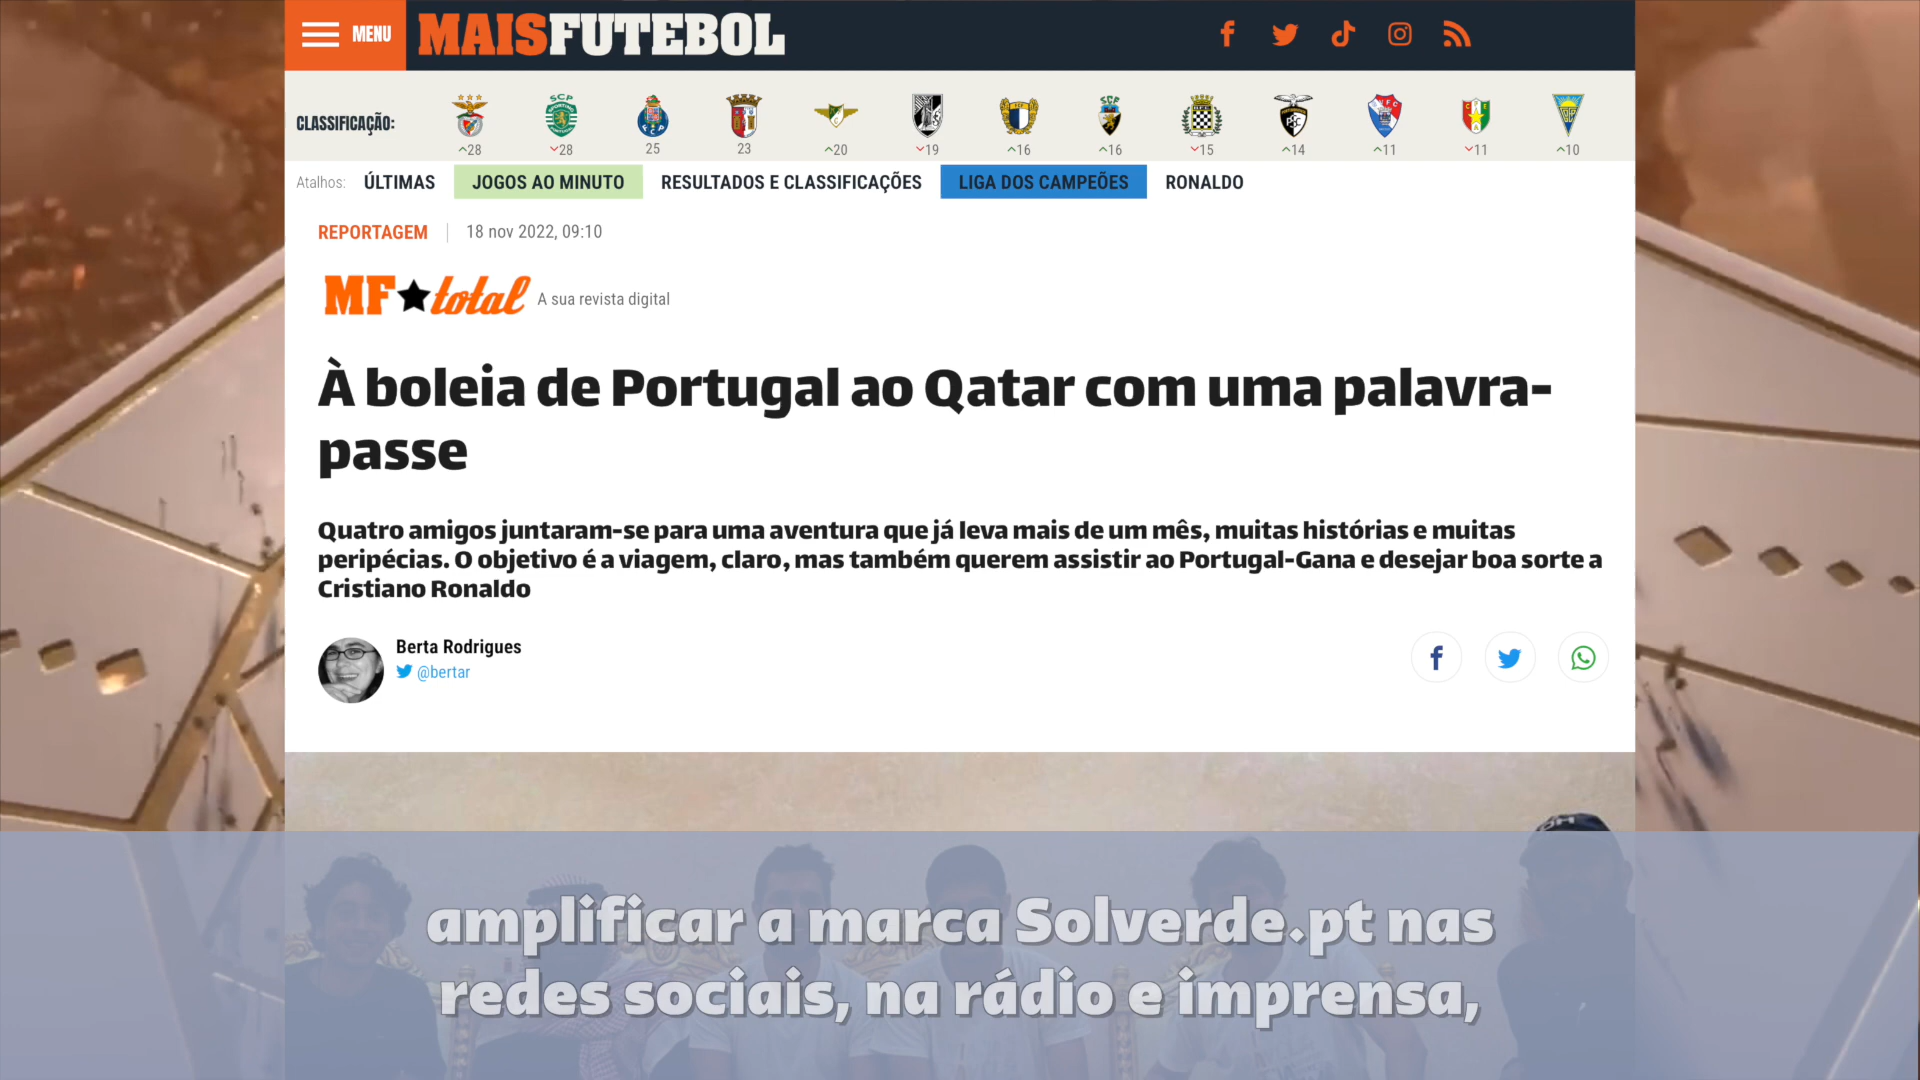 MENU
MAISFUTEBOL
CLASSIFICAÇÃO:
28
28
25
23
20
19
16
16
15
14
11
11
10
Atalhos:
ÚLTIMAS
JOGOS AO MINUTO
RESULTADOS E CLASSIFICAÇÕES
LIGA DOS CAMPEÕES
RONALDO
REPORTAGEM
18 nov 2022, 09:10
MF★total
A sua revista digital
À boleia de Portugal ao Qatar com uma palavra-
passe
Quatro amigos juntaram-se para uma aventura que já leva mais de um mês, muitas histórias e muitas
peripécias. O objetivo é a viagem, claro, mas também querem assistir ao Portugal-Gana e desejar boa sorte a
Cristiano Ronaldo
Berta Rodrigues
@bertar
amplificar a marca Solverde.pt nas
redes sociais, na rádio e imprensa,